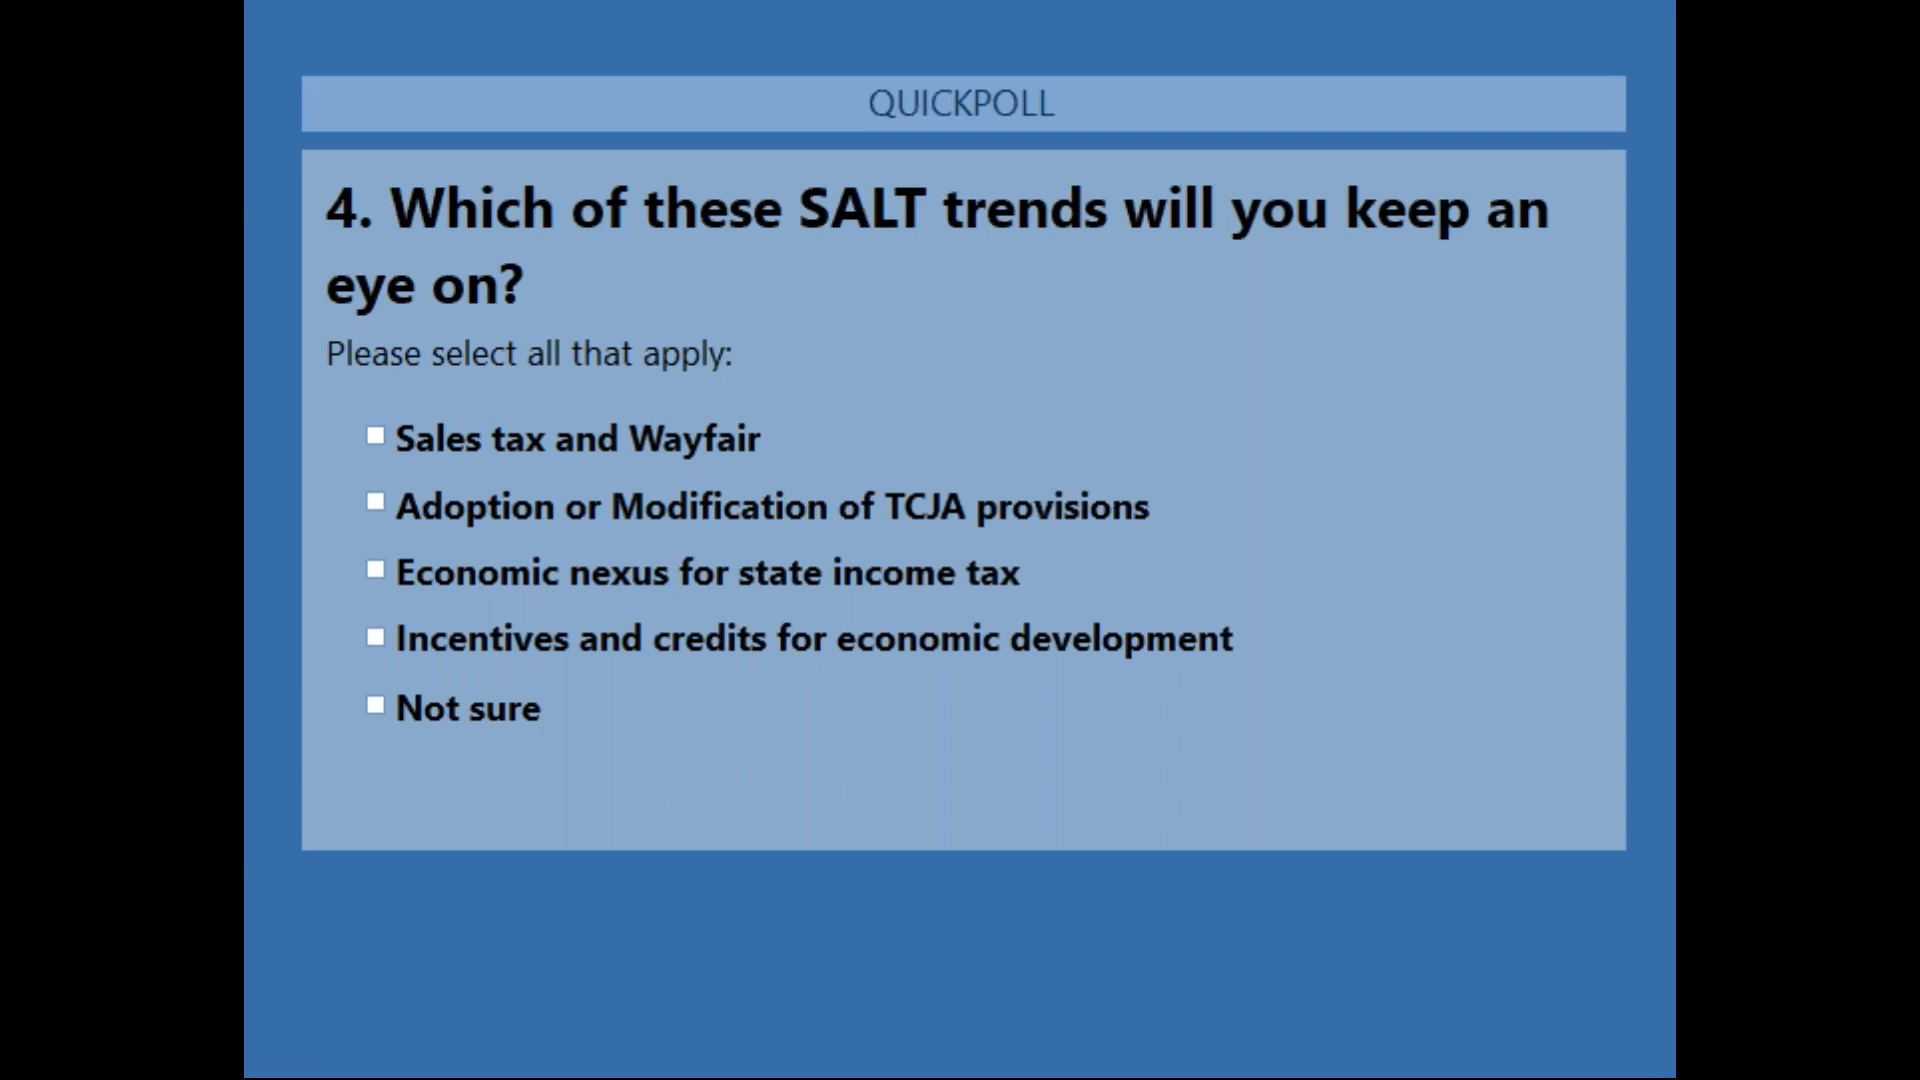 QUICKPOLL
4. Which of these SALT trends will you keep an
eye on?
Please select all that apply:
Sales tax and Wayfair
Adoption or Modification of TCJA provisions
Economic nexus for state income tax
Incentives and credits for economic development
Not sure